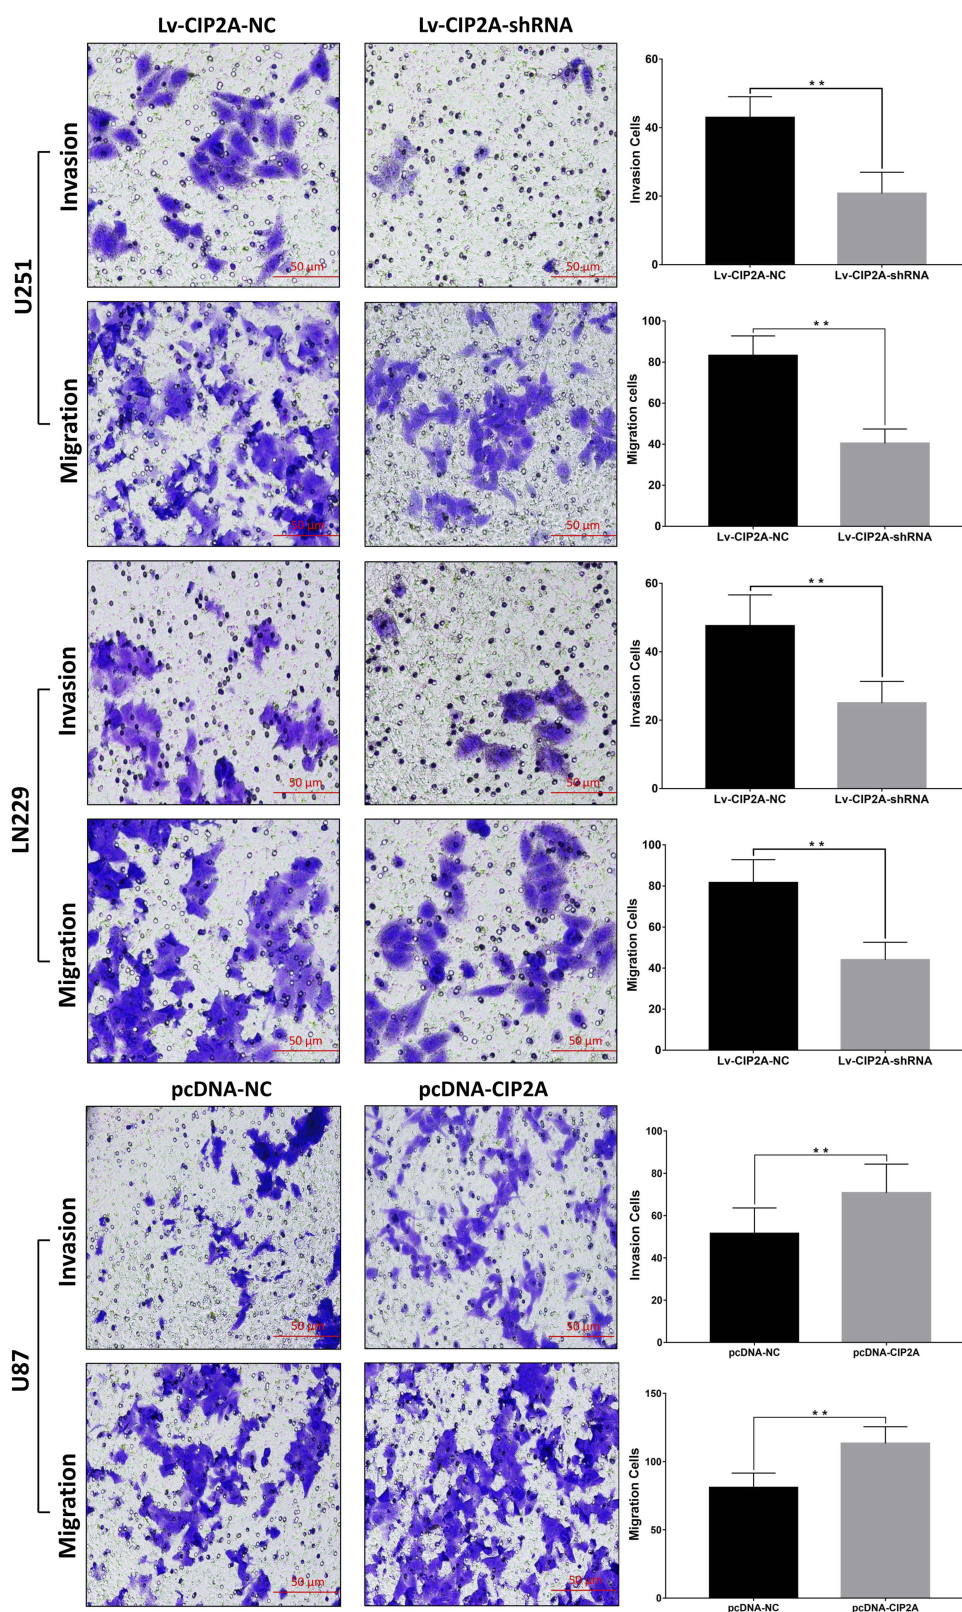 Lv-CIP2A-NC
Lv-CIP2A-shRNA
U251
Invasion
50 µm
50 µm
Invasion Cells
60
40
20
0
* *
Lv-CIP2A-NC
Lv-CIP2A-shRNA
Migration
50 µm
50 µm
Migration cells
100
80
60
40
20
0
* *
Lv-CIP2A-NC
Lv-CIP2A-shRNA
LN229
Invasion
50 µm
50 µm
Invasion Cells
60
40
20
0
* *
Lv-CIP2A-NC
Lv-CIP2A-shRNA
Migration
50 µm
50 µm
Migration Cells
100
80
60
40
20
0
* *
Lv-CIP2A-NC
Lv-CIP2A-shRNA
pcDNA-NC
pcDNA-CIP2A
U87
Invasion
50 µm
50 µm
Invasion Cells
100
80
60
40
20
0
* *
pcDNA-NC
pcDNA-CIP2A
Migration
50 µm
50 µm
Migration Cells
150
100
50
0
* *
pcDNA-NC
pcDNA-CIP2A